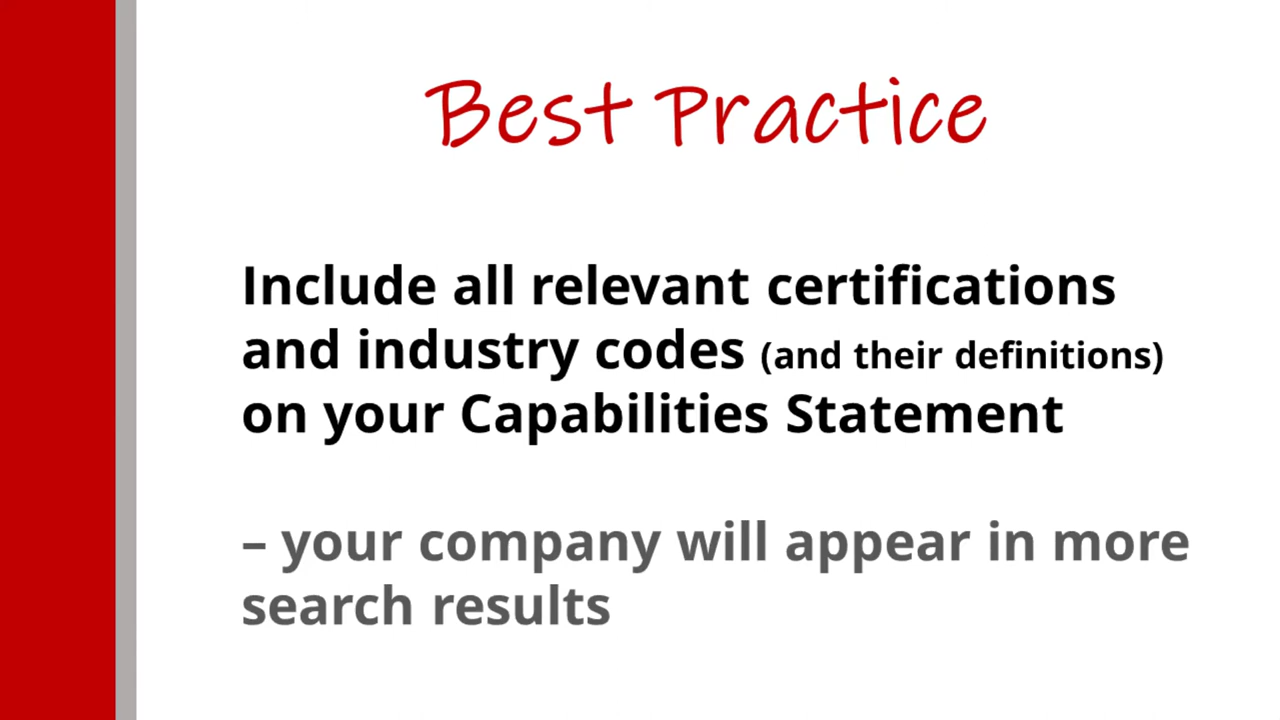 Best Practice
Include all relevant certifications
and industry codes (and their definitions)
on your Capabilities Statement
– your company will appear in more
search results